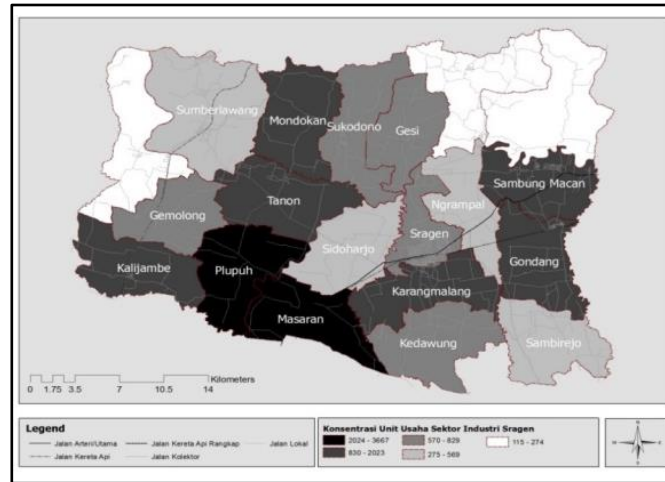 Sumberlawang
Mondokan
Sukodono
Gesi
Sambung Macan
Ngrampal
Tanon
Gemolong
Sidoharjo
Sragen
Kalijambe
Plupuh
Gondang
Karangmalang
Masaran
Kedawung
Sambirejo
0 1.75 3.5 7 10.5 14
Kilometers
Legend
Jalan Arteri/Utama
Jalan Kereta Api Rangkap
Jalan Lokal
Jalan Kereta Api
Jalan Kolektor
Konsentrasi Unit Usaha Sektor Industri Sragen
2024 - 3667
570 - 829
115 - 274
830 - 2023
275 - 569